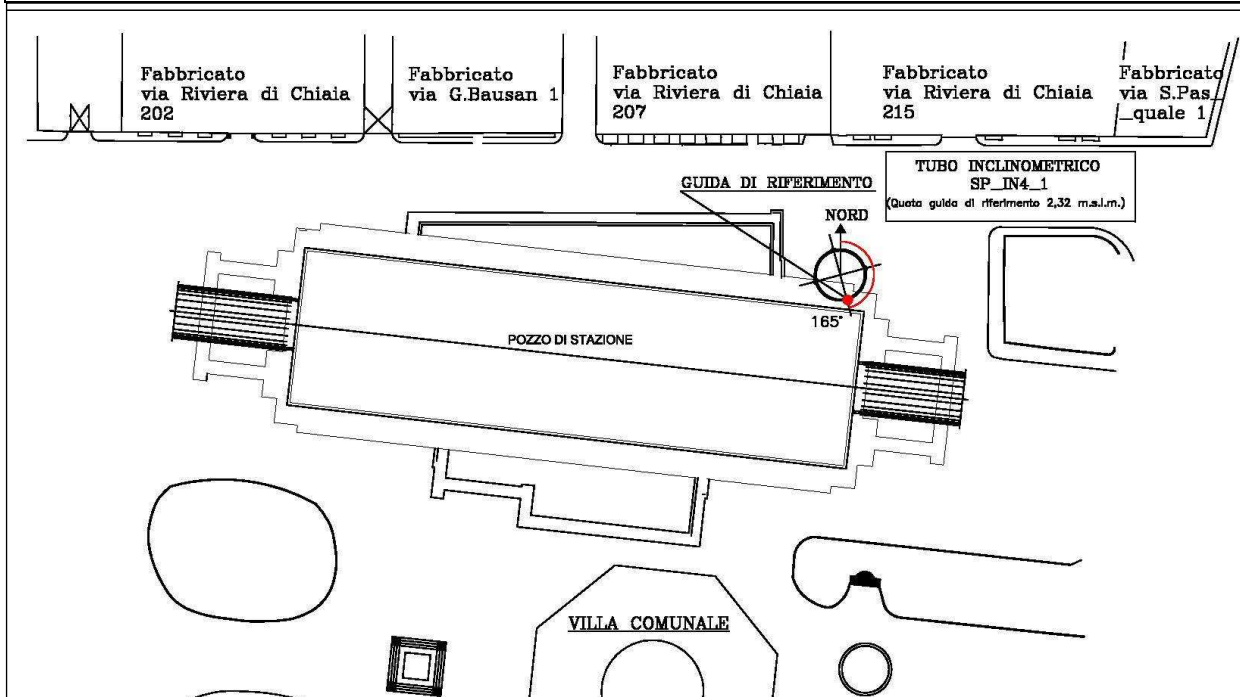 Fabbricato
via Riviera di Chiaia
202
Fabbricato
via G.Bausan 1
Fabbricato
via Riviera di Chiaia
207
Fabbricato
via Riviera di Chiaia
215
Fabbricato
via S.Pas_
_quale 1
TUBO INCLINOMETRICO
SP_IN4_1
(Quota guida di riferimento 2,32 m.s.l.m.)
GUIDA DI RIFERIMENTO
NORD
165°
POZZO DI STAZIONE
VILLA COMUNALE